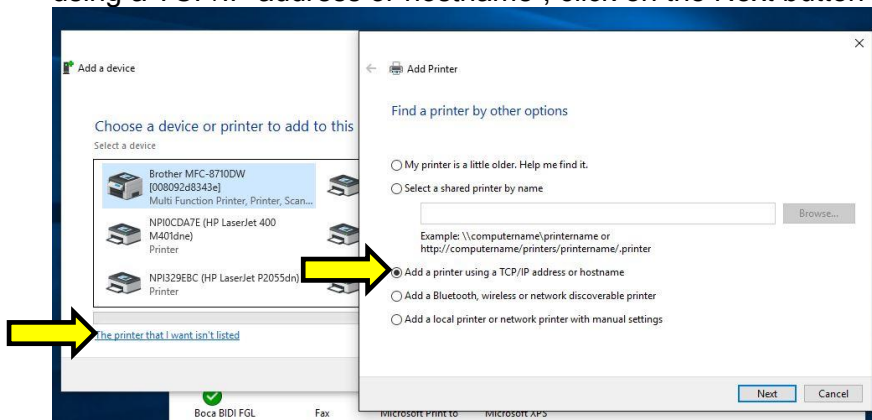 using a TCP/IP address or hostname", click on the Next button
Add a device
Choose a device or printer to add to this
Select a device
Brother MFC-8710DW
[008092d8343e]
Multi Function Printer, Printer, Scan...
NPI0CDA7E (HP LaserJet 400
M401dne)
Printer
NPI329EBC (HP LaserJet P2055dn)
Printer
The printer that I want isn't listed
Add Printer
Find a printer by other options
My printer is a little older. Help me find it.
Select a shared printer by name
Browse...
Example: \\computername\printername or
http://computername/printers/printername/.printer
Add a printer using a TCP/IP address or hostname
Add a Bluetooth, wireless or network discoverable printer
Add a local printer or network printer with manual settings
Next Cancel
Boca BIDI FGL Fax Microsoft Print to Microsoft XPS